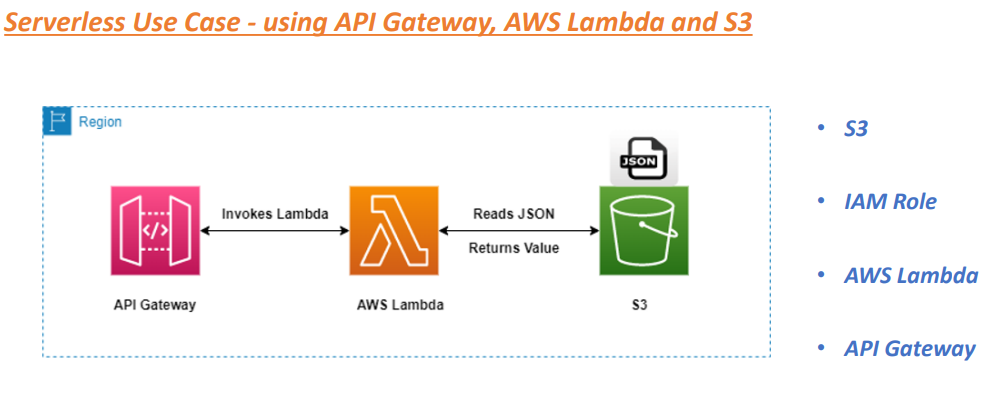 Serverless Use Case - using API Gateway, AWS Lambda and S3
Region
JSON
</>
Invokes Lambda
Reads JSON
Returns Value
API Gateway
AWS Lambda
S3
• S3
• IAM Role
• AWS Lambda
• API Gateway